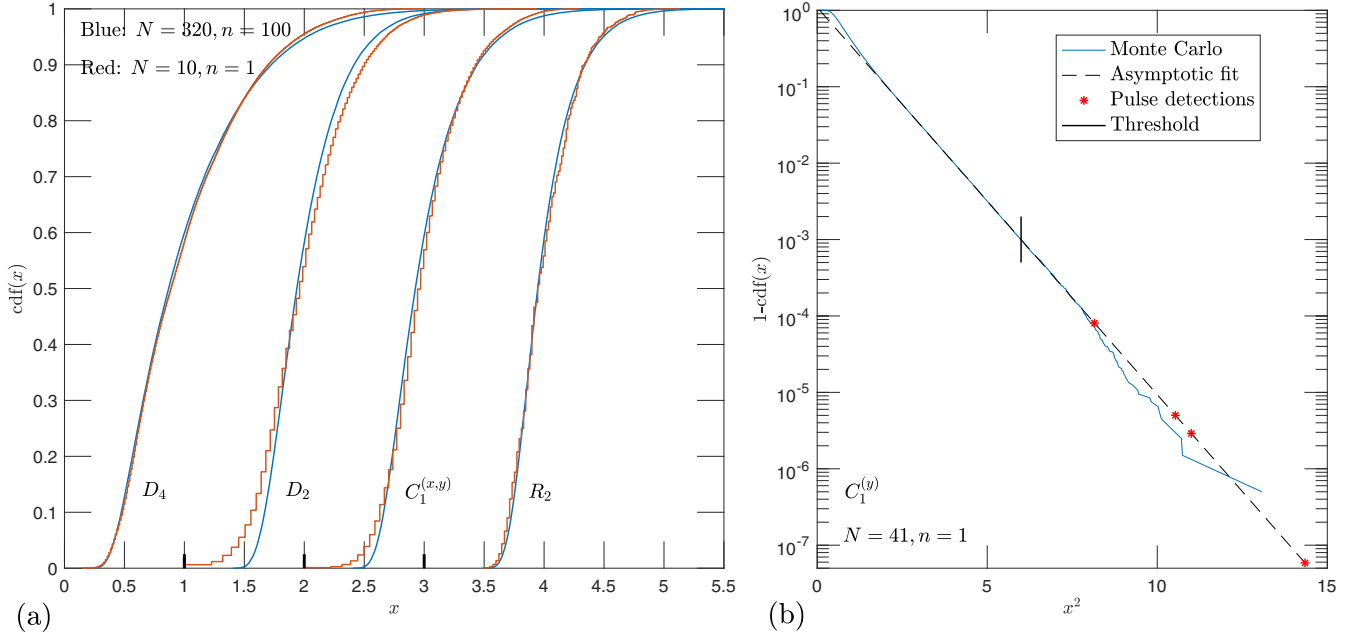 Blue: N = 320, n = 100
Red: N = 10, n = 1
1
0.9
0.8
0.7
0.6
0.5
0.4
0.3
0.2
0.1
0
cdf(x)
D₄
D₂
C₁⁽ˣ,ʸ⁾
R₂
0 0.5 1 1.5 2 2.5 3 3.5 4 4.5 5 5.5
x
(a)
10⁰
10⁻¹
10⁻²
10⁻³
10⁻⁴
10⁻⁵
10⁻⁶
10⁻⁷
1-cdf(x)
Monte Carlo
Asymptotic fit
Pulse detections
Threshold
C₁⁽ʸ⁾
N = 41, n = 1
0 5 10 15
x²
(b)